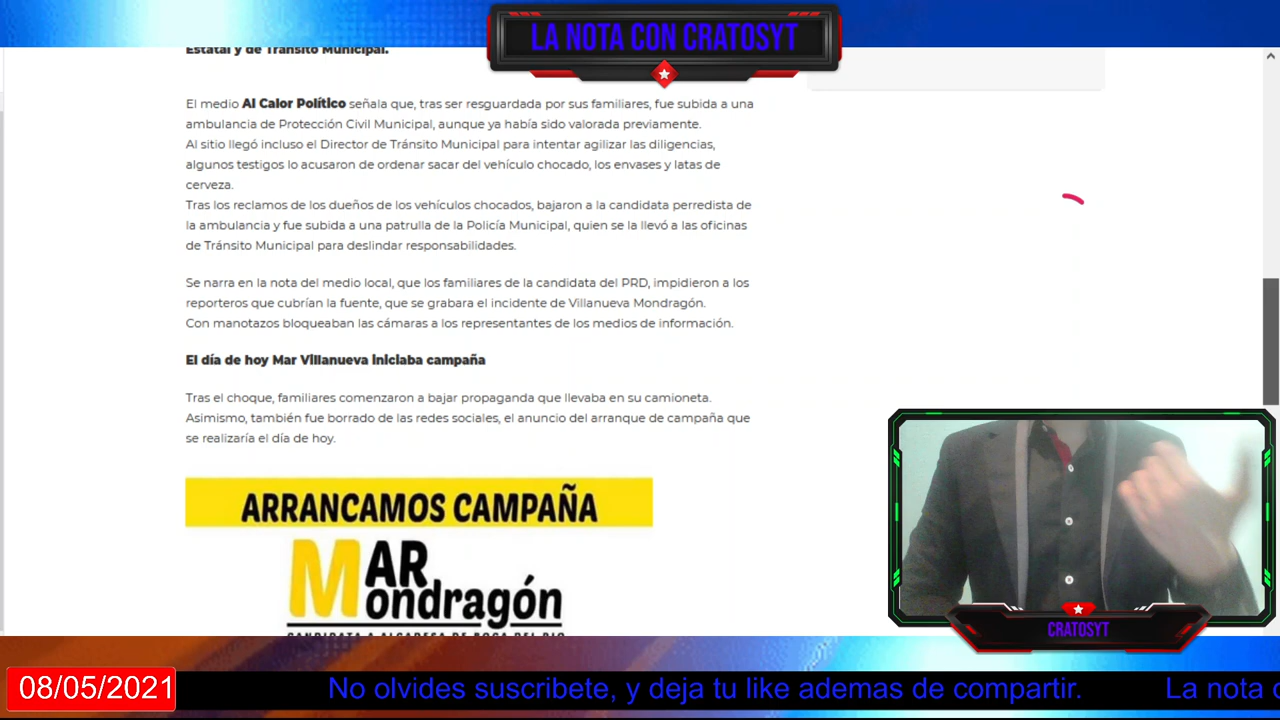 LA NOTA CON CRATOSYT
Estatal y de Tránsito Municipal.
El medio Al Calor Político señala que, tras ser resguardada por sus familiares, fue subida a una
ambulancia de Protección Civil Municipal, aunque ya había sido valorada previamente.
Al sitio llegó incluso el Director de Tránsito Municipal para intentar agilizar las diligencias,
algunos testigos lo acusaron de ordenar sacar del vehículo chocado, los envases y latas de
cerveza.
Tras los reclamos de los dueños de los vehículos chocados, bajaron a la candidata perredista de
la ambulancia y fue subida a una patrulla de la Policía Municipal, quien se la llevó a las oficinas
de Tránsito Municipal para deslindar responsabilidades.
Se narra en la nota del medio local, que los familiares de la candidata del PRD, impidieron a los
reporteros que cubrían la fuente, que se grabara el incidente de Villanueva Mondragón.
Con manotazos bloqueaban las cámaras a los representantes de los medios de información.
El día de hoy Mar Villanueva iniciaba campaña
Tras el choque, familiares comenzaron a bajar propaganda que llevaba en su camioneta.
Asimismo, también fue borrado de las redes sociales, el anuncio del arranque de campaña que
se realizaría el día de hoy.
ARRANCAMOS CAMPAÑA
MAR
Mondragón
CANDIDATA A ALCADESA DE BOCA DEL RIO
CRATOSYT
08/05/2021
No olvides suscribete, y deja tu like ademas de compartir.
La nota